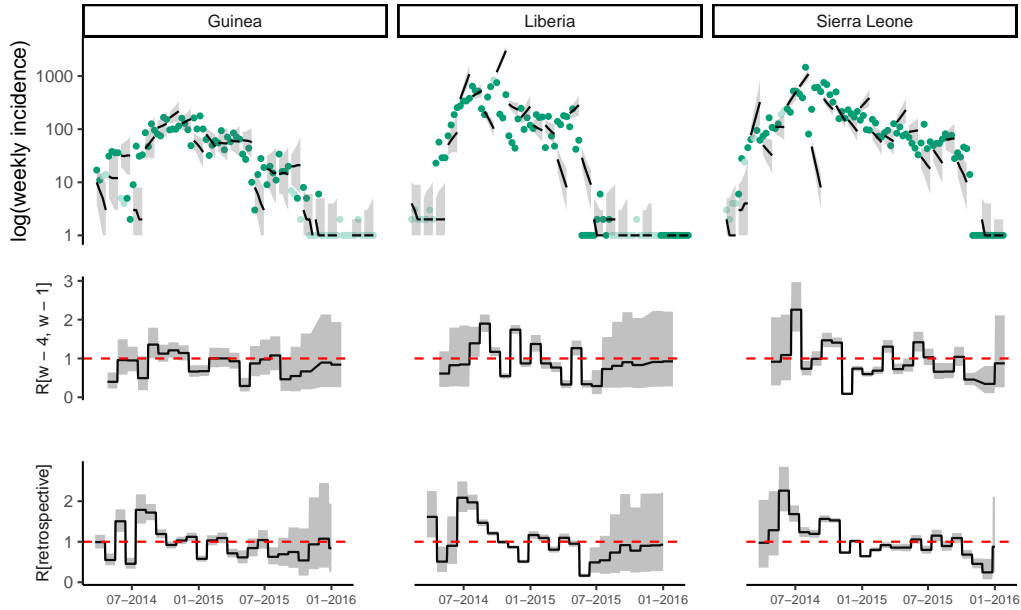 Guinea Liberia Sierra Leone
log(weekly incidence)
1000
100
10
1
R[w − 4, w − 1]
3
2
1
0
R[retrospective]
2
1
0
07−2014 01−2015 07−2015 01−2016 07−2014 01−2015 07−2015 01−2016 07−2014 01−2015 07−2015 01−2016